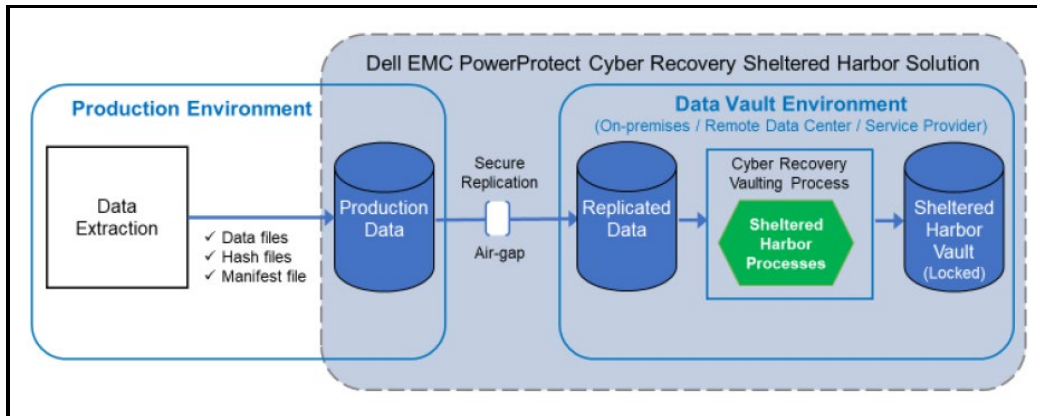 Dell EMC PowerProtect Cyber Recovery Sheltered Harbor Solution
Production Environment
Data
Extraction
✓ Data files
✓ Hash files
✓ Manifest file
Production
Data
Secure
Replication
Air-gap
Data Vault Environment
(On-premises / Remote Data Center / Service Provider)
Replicated
Data
Cyber Recovery
Vaulting Process
Sheltered
Harbor
Processes
Sheltered
Harbor
Vault
(Locked)